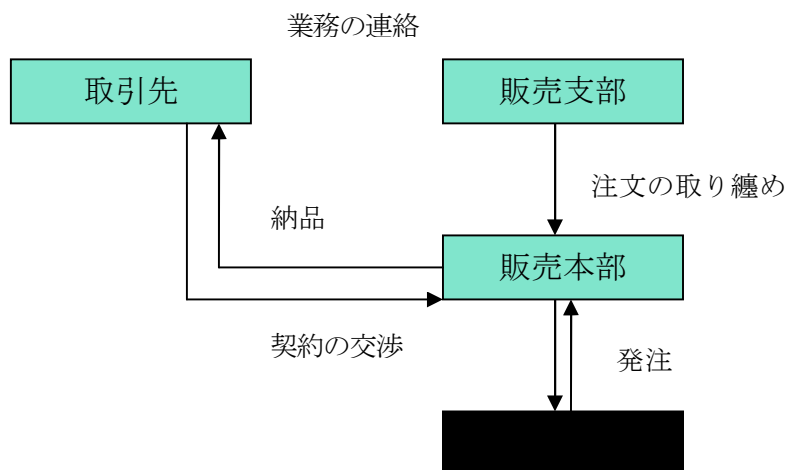 業務の連絡
取引先
販売支部
注文の取り纏め
納品
販売本部
契約の交渉
発注